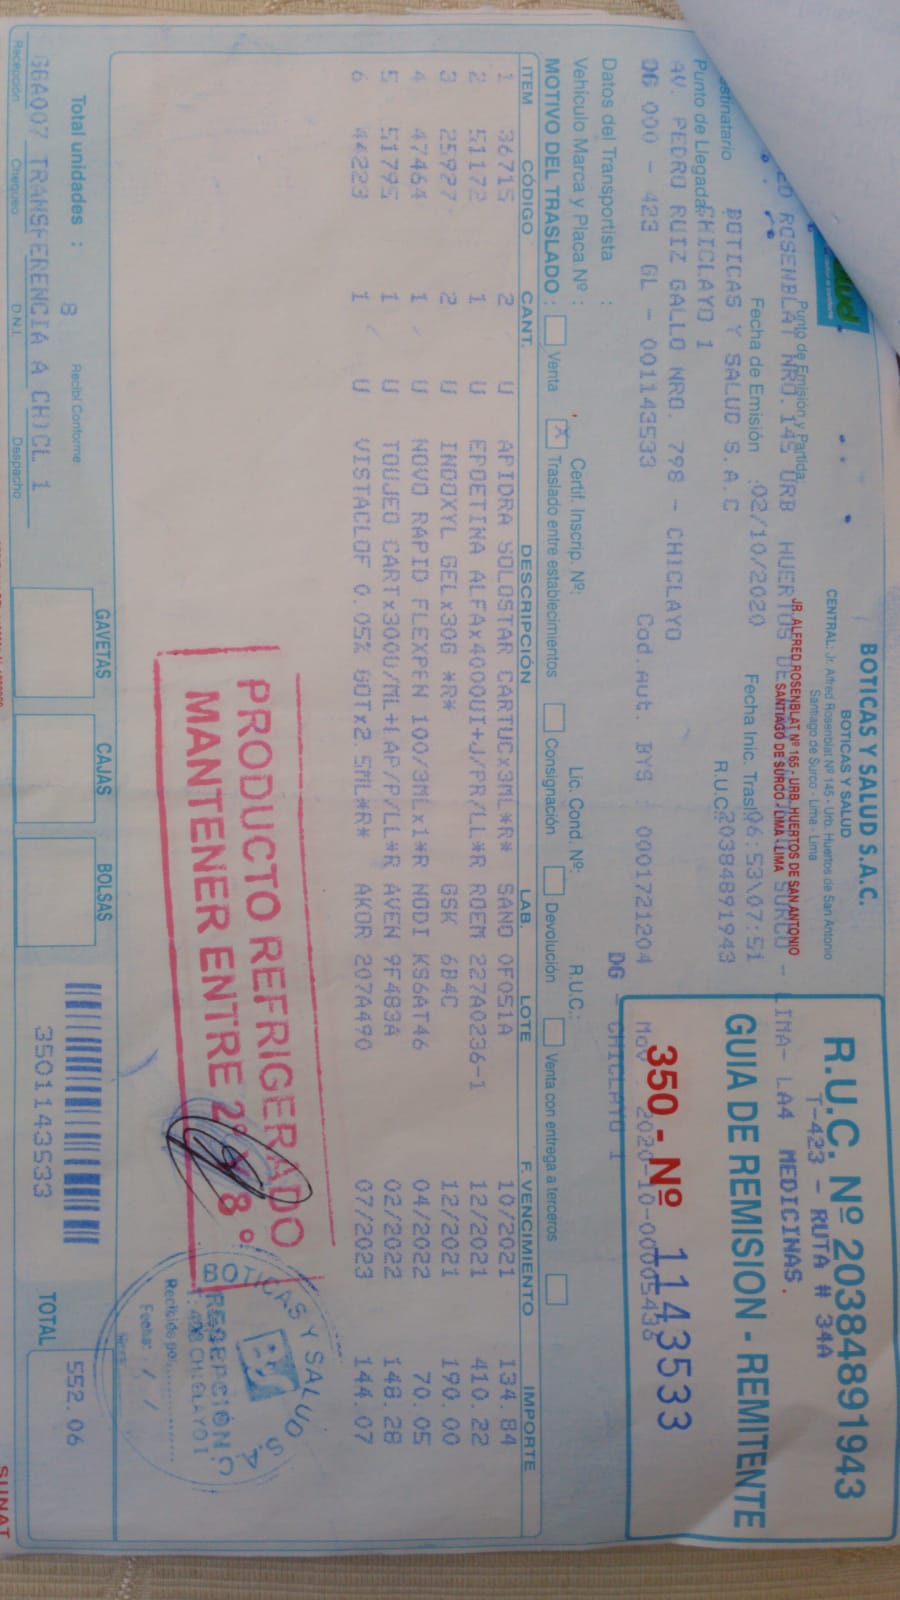 BOTICAS Y SALUD S.A.C.
BOTICAS Y SALUD
CENTRAL: Jr. Alfred Rosenblat Nº 145 - Urb. Huertos de San Antonio
Santiago de Surco - Lima - Lima
JR. ALFRED ROSENBLAT Nº 165 - URB. HUERTOS DE SAN ANTONIO
SANTIAGO DE SURCO / LIMA / LIMA
R.U.C. Nº 20384891943
T-423 - RUTA # 34A
MEDICINAS.
GUIA DE REMISION - REMITENTE
350 - Nº 1143533
Mov 2020-10-00005436
Punto de Emisión y Partida:
ROSENBLAT NRO. 145 URB HUERTOS DE SURCO - LIMA- LA4
Fecha de Emisión : 02/10/2020 Fecha Inic. Trasl 06:53\07:51
BOTICAS Y SALUD S.A.C R.U.C. 20384891943
Punto de Llegada: CHICLAYO 1
AV. PEDRO RUIZ GALLO NRO. 798 - CHICLAYO
DG 000 - 423 GL - 001143533 Cod.Aut. BYS : 0001721204
DG - CHICLAYO 1
Datos del Transportista :
Vehículo Marca y Placa Nº : Certif. Inscrip. Nº: Lic. Cond. Nº: R.U.C.:
MOTIVO DEL TRASLADO : Venta X Traslado entre establecimientos Consignación Devolución Venta con entrega a terceros
ITEM CÓDIGO CANT. DESCRIPCIÓN LAB. LOTE F. VENCIMIENTO IMPORTE
1 36715 2 U APIDRA SOLOSTAR CARTUCx3ML*R* SANO 0F051A 10/2021 134.84
2 51172 1 U EPOETINA ALFAx4000UI+J/PR/LL*R ROEM 227A0236-1 12/2021 410.22
3 25927 2 U INDOXYL GELx30G *R* GSK 6B4C 12/2021 190.00
4 47464 1 U NOVO RAPID FLEXPEN 100/3MLx1*R NODI KS6AT46 04/2022 70.05
5 51795 1 U TOUJEO CARTx300U/ML+LAP/P/LL*R AVEN 9F483A 02/2022 148.28
6 44223 1 U VISTACLOF 0.05% GOTx2.5ML*R* AKOR 207A490 07/2023 144.07
PRODUCTO REFRIGERADO
MANTENER ENTRE 2° Y 8°
BOTICAS Y SALUD S.A.C
RECEPCIÓN
CHICLAYO1
Recibido por:
Fecha: / /
Total unidades : 8 Recibí Conforme
GAVETAS CAJAS BOLSAS
3501143533
TOTAL 552.06
GGA007 TRANSFERENCIA A CHICL 1
Recepción Chequeo D.N.I. Despacho
SUNAT